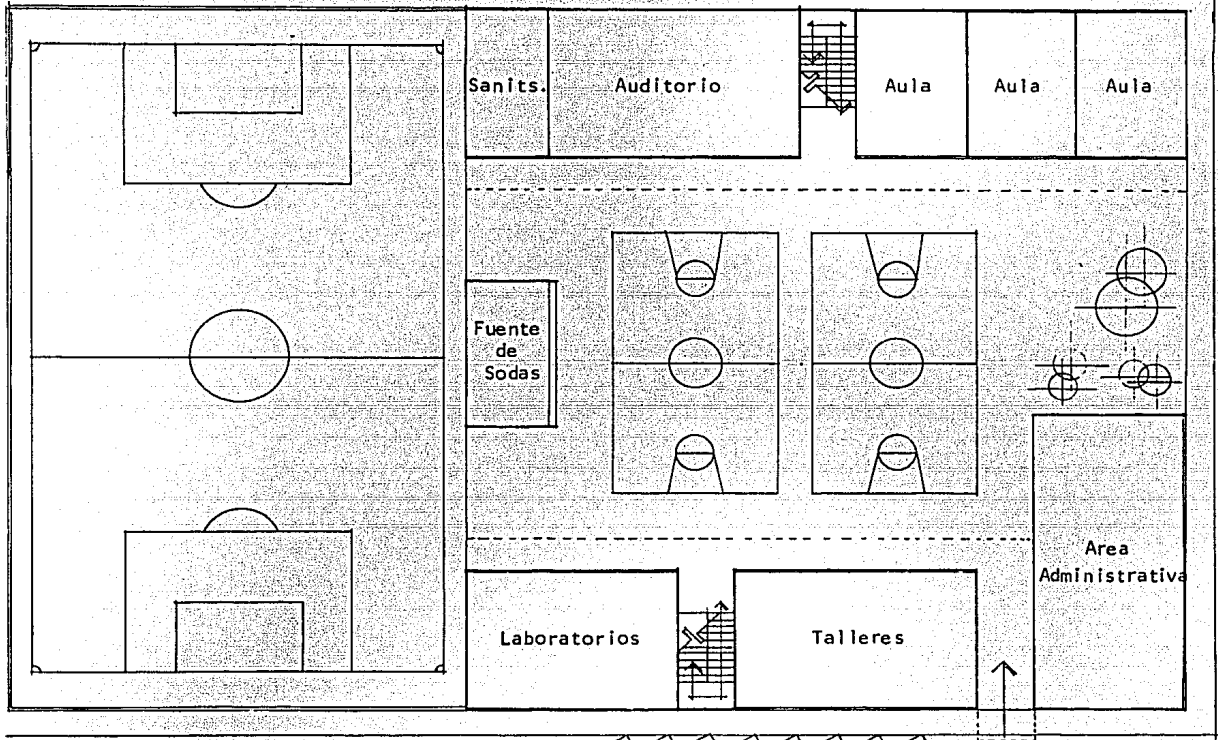 Sanits.
Auditorio
Aula
Aula
Aula
Fuente
de
Sodas
Area
Administrativa
Laboratorios
Talleres